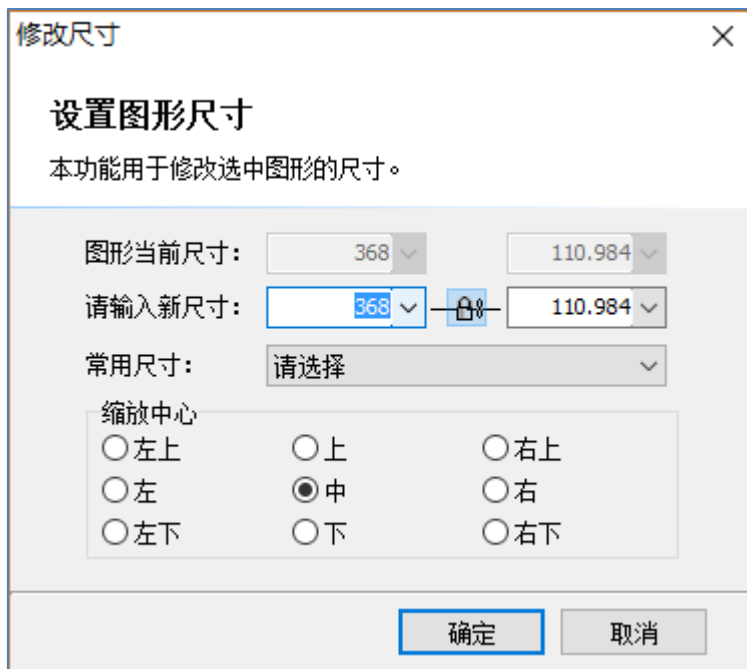 修改尺寸
设置图形尺寸
本功能用于修改选中图形的尺寸。
图形当前尺寸: 368 110.984
请输入新尺寸: 368 110.984
常用尺寸: 请选择
缩放中心
左上 上 右上
左 中 右
左下 下 右下
确定 取消